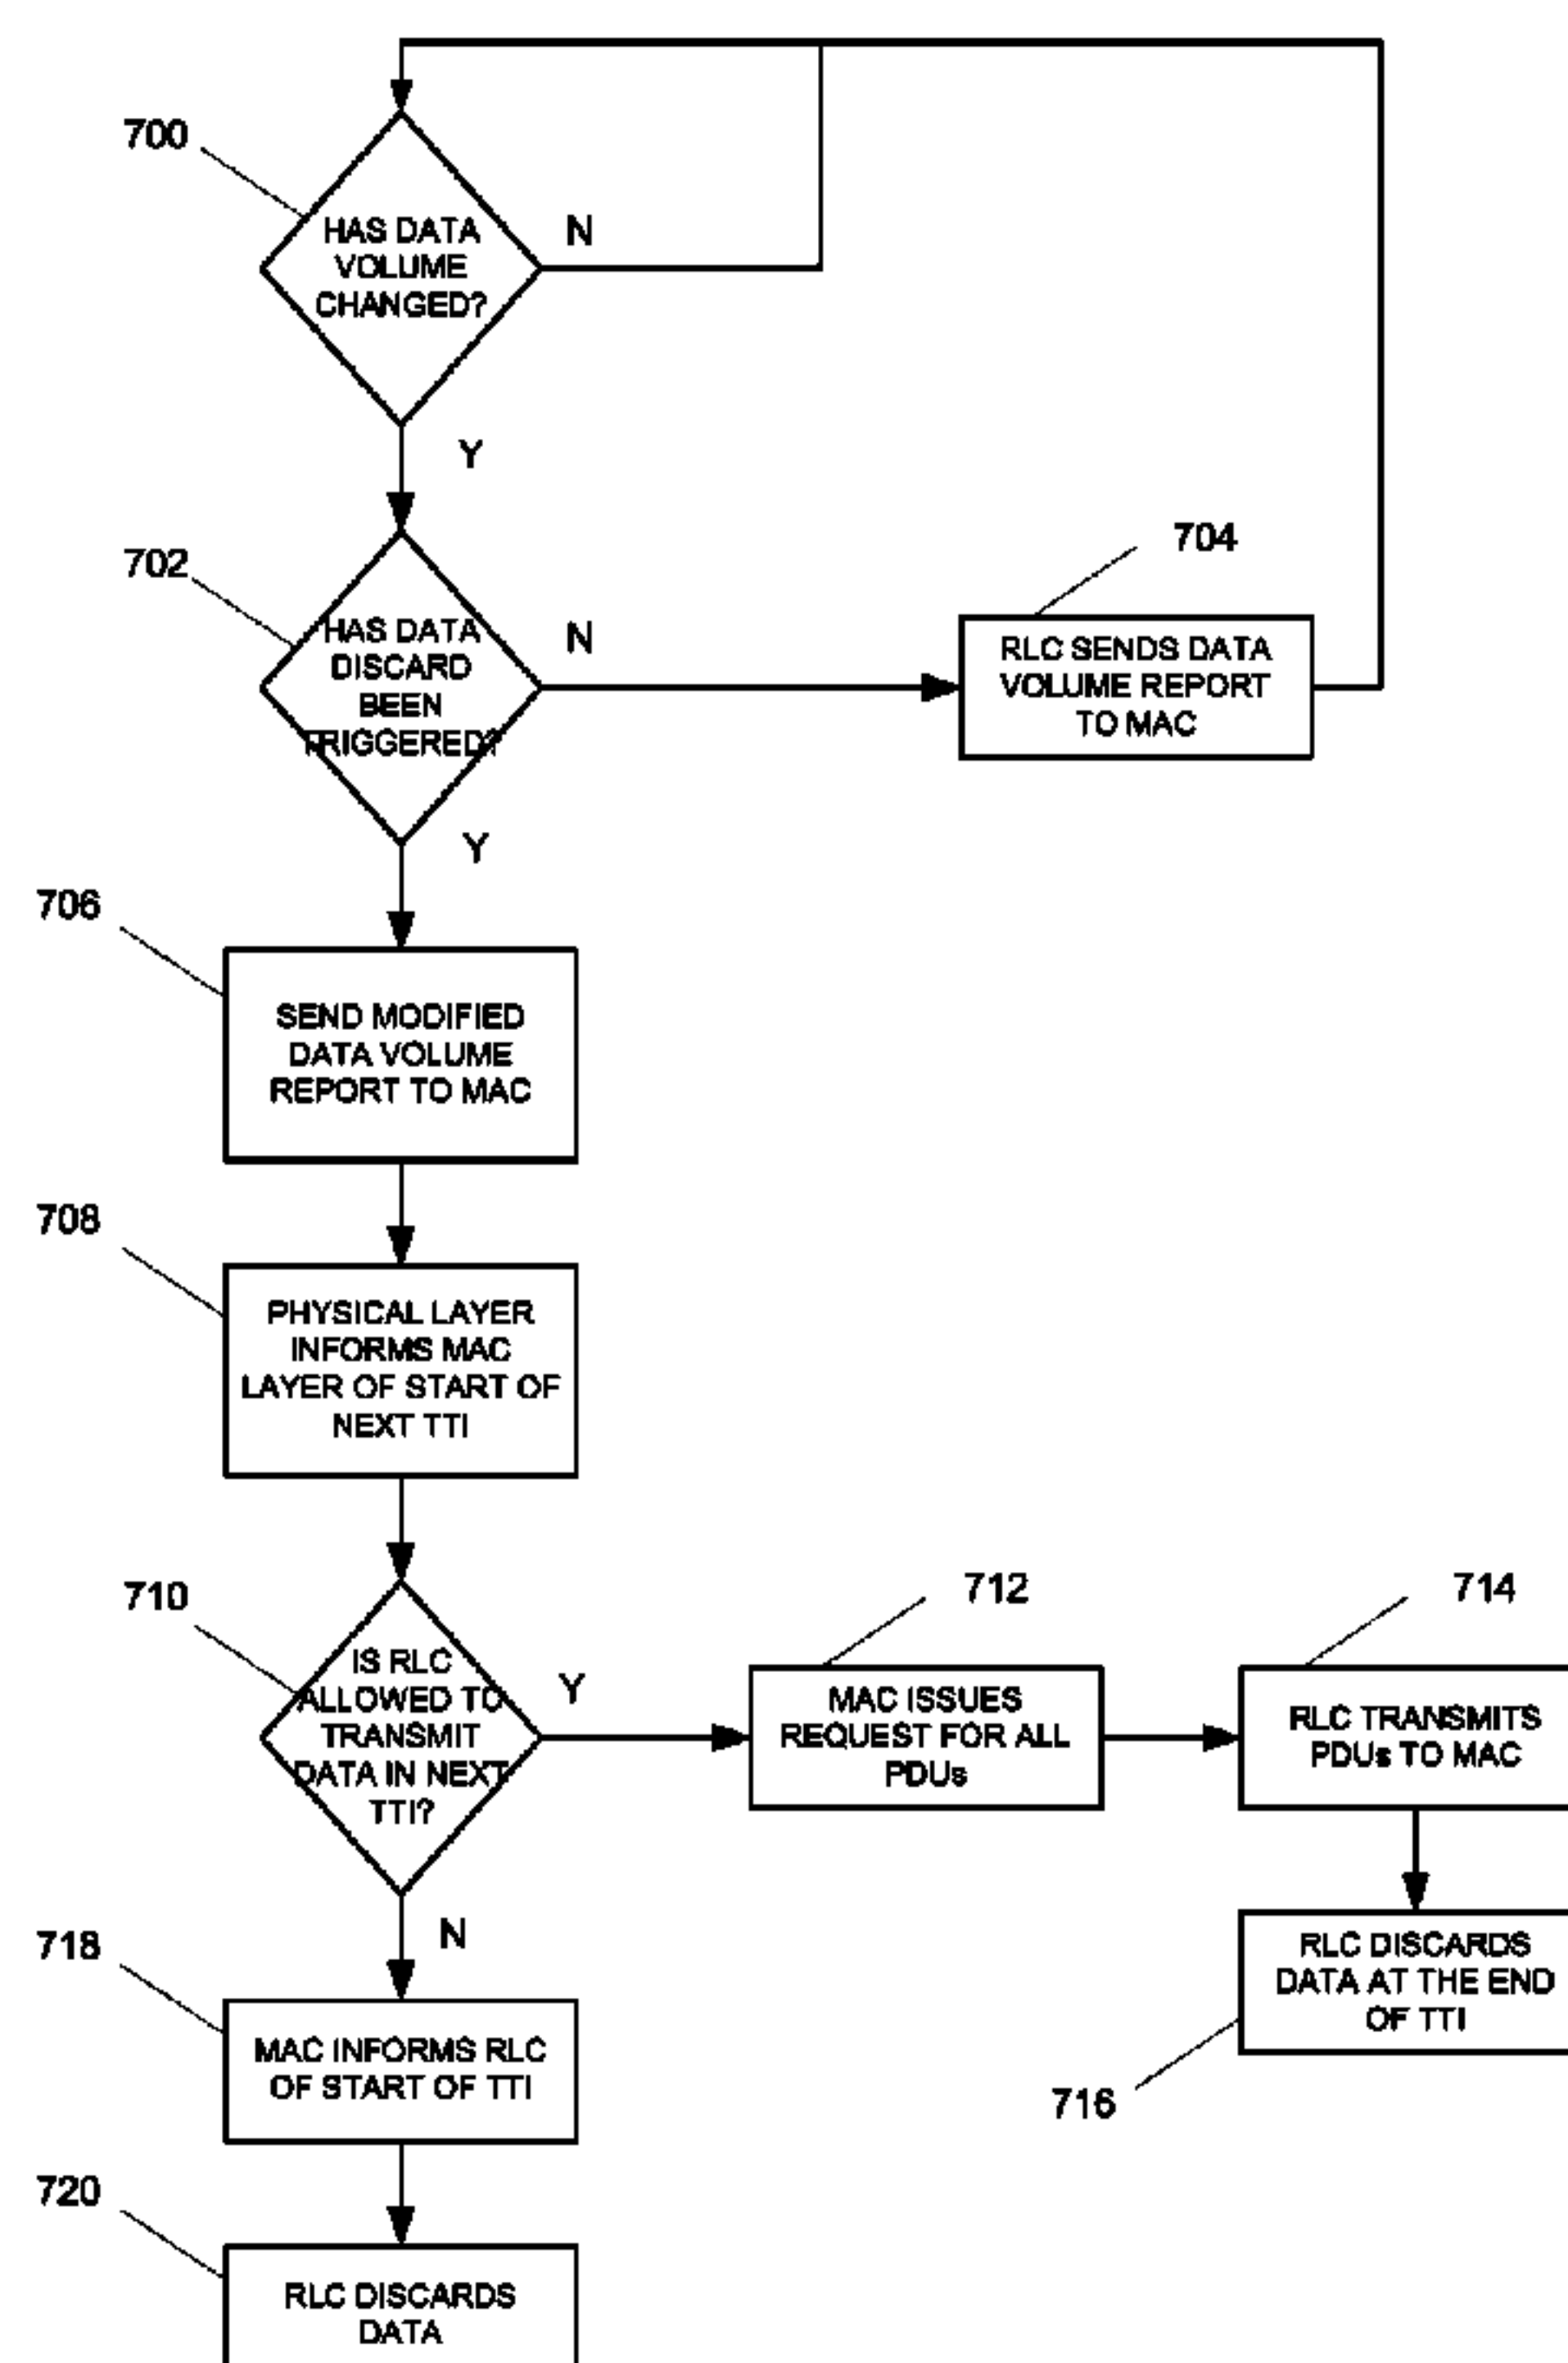 700
HAS DATA
VOLUME
CHANGED?
N
Y
702
HAS DATA
DISCARD
BEEN
TRIGGERED?
N
704
RLC SENDS DATA
VOLUME REPORT
TO MAC
Y
706
SEND MODIFIED
DATA VOLUME
REPORT TO MAC
708
PHYSICAL LAYER
INFORMS MAC
LAYER OF START OF
NEXT TTI
710
IS RLC
ALLOWED TO
TRANSMIT
DATA IN NEXT
TTI?
Y
712
MAC ISSUES
REQUEST FOR ALL
PDUs
714
RLC TRANSMITS
PDUs TO MAC
N
716
RLC DISCARDS
DATA AT THE END
OF TTI
718
MAC INFORMS RLC
OF START OF TTI
720
RLC DISCARDS
DATA